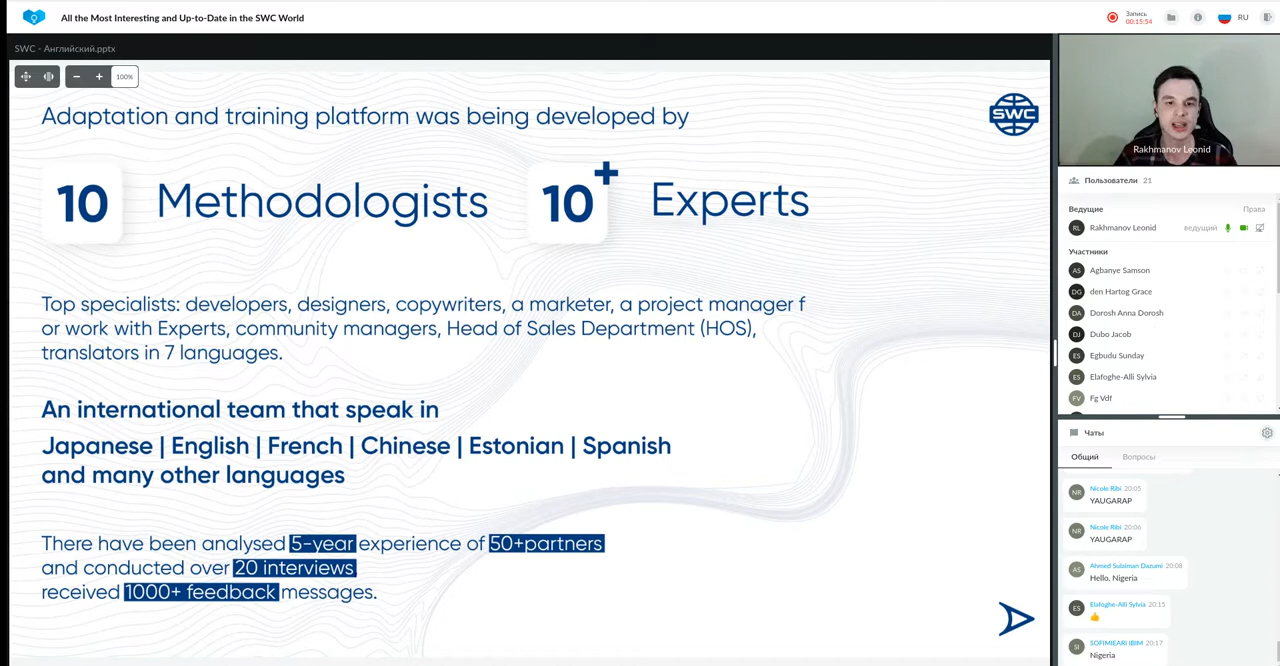 All the Most Interesting and Up-to-Date in the SWC World
Запись
00:15:54
RU
SWC - Английский.pptx
100%
Adaptation and training platform was being developed by
SWC
10 Methodologists 10+ Experts
Top specialists: developers, designers, copywriters, a marketer, a project manager f
or work with Experts, community managers, Head of Sales Department (HOS),
translators in 7 languages.
An international team that speak in
Japanese | English | French | Chinese | Estonian | Spanish
and many other languages
There have been analysed 5-year experience of 50+partners
and conducted over 20 interviews
received 1000+ feedback messages.
Rakhmanov Leonid
Пользователи 21
Ведущие Права
RL Rakhmanov Leonid ведущий
Участники
AS Agbanye Samson
DG den Hartog Grace
DA Dorosh Anna Dorosh
DJ Dubo Jacob
ES Egbudu Sunday
ES Elafoghe-Alli Sylvia
FV Fg Vdf
Чаты
Общий Вопросы
NR Nicole Ribi 20:05
YAUGARAP
NR Nicole Ribi 20:06
YAUGARAP
AS Ahmed Sulaiman Dazumi 20:08
Hello, Nigeria
ES Elafoghe-Alli Sylvia 20:15
👍
SI SOFIMIEARI IBIM 20:17
Nigeria